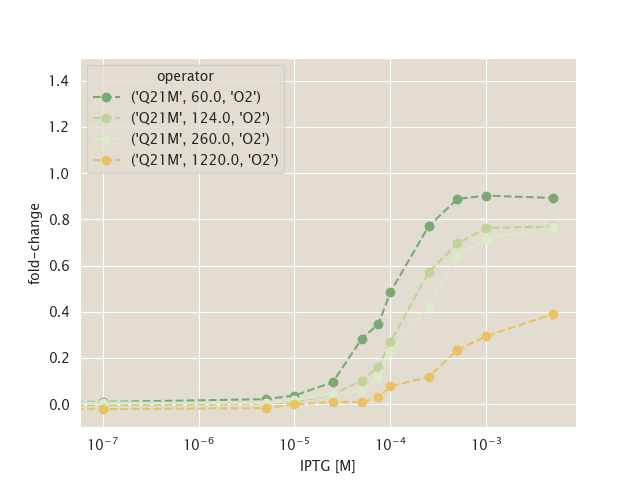 operator
('Q21M', 60.0, 'O2')
('Q21M', 124.0, 'O2')
('Q21M', 260.0, 'O2')
('Q21M', 1220.0, 'O2')
1.4
1.2
1.0
0.8
0.6
0.4
0.2
0.0
fold-change
10⁻⁷ 10⁻⁶ 10⁻⁵ 10⁻⁴ 10⁻³
IPTG [M]